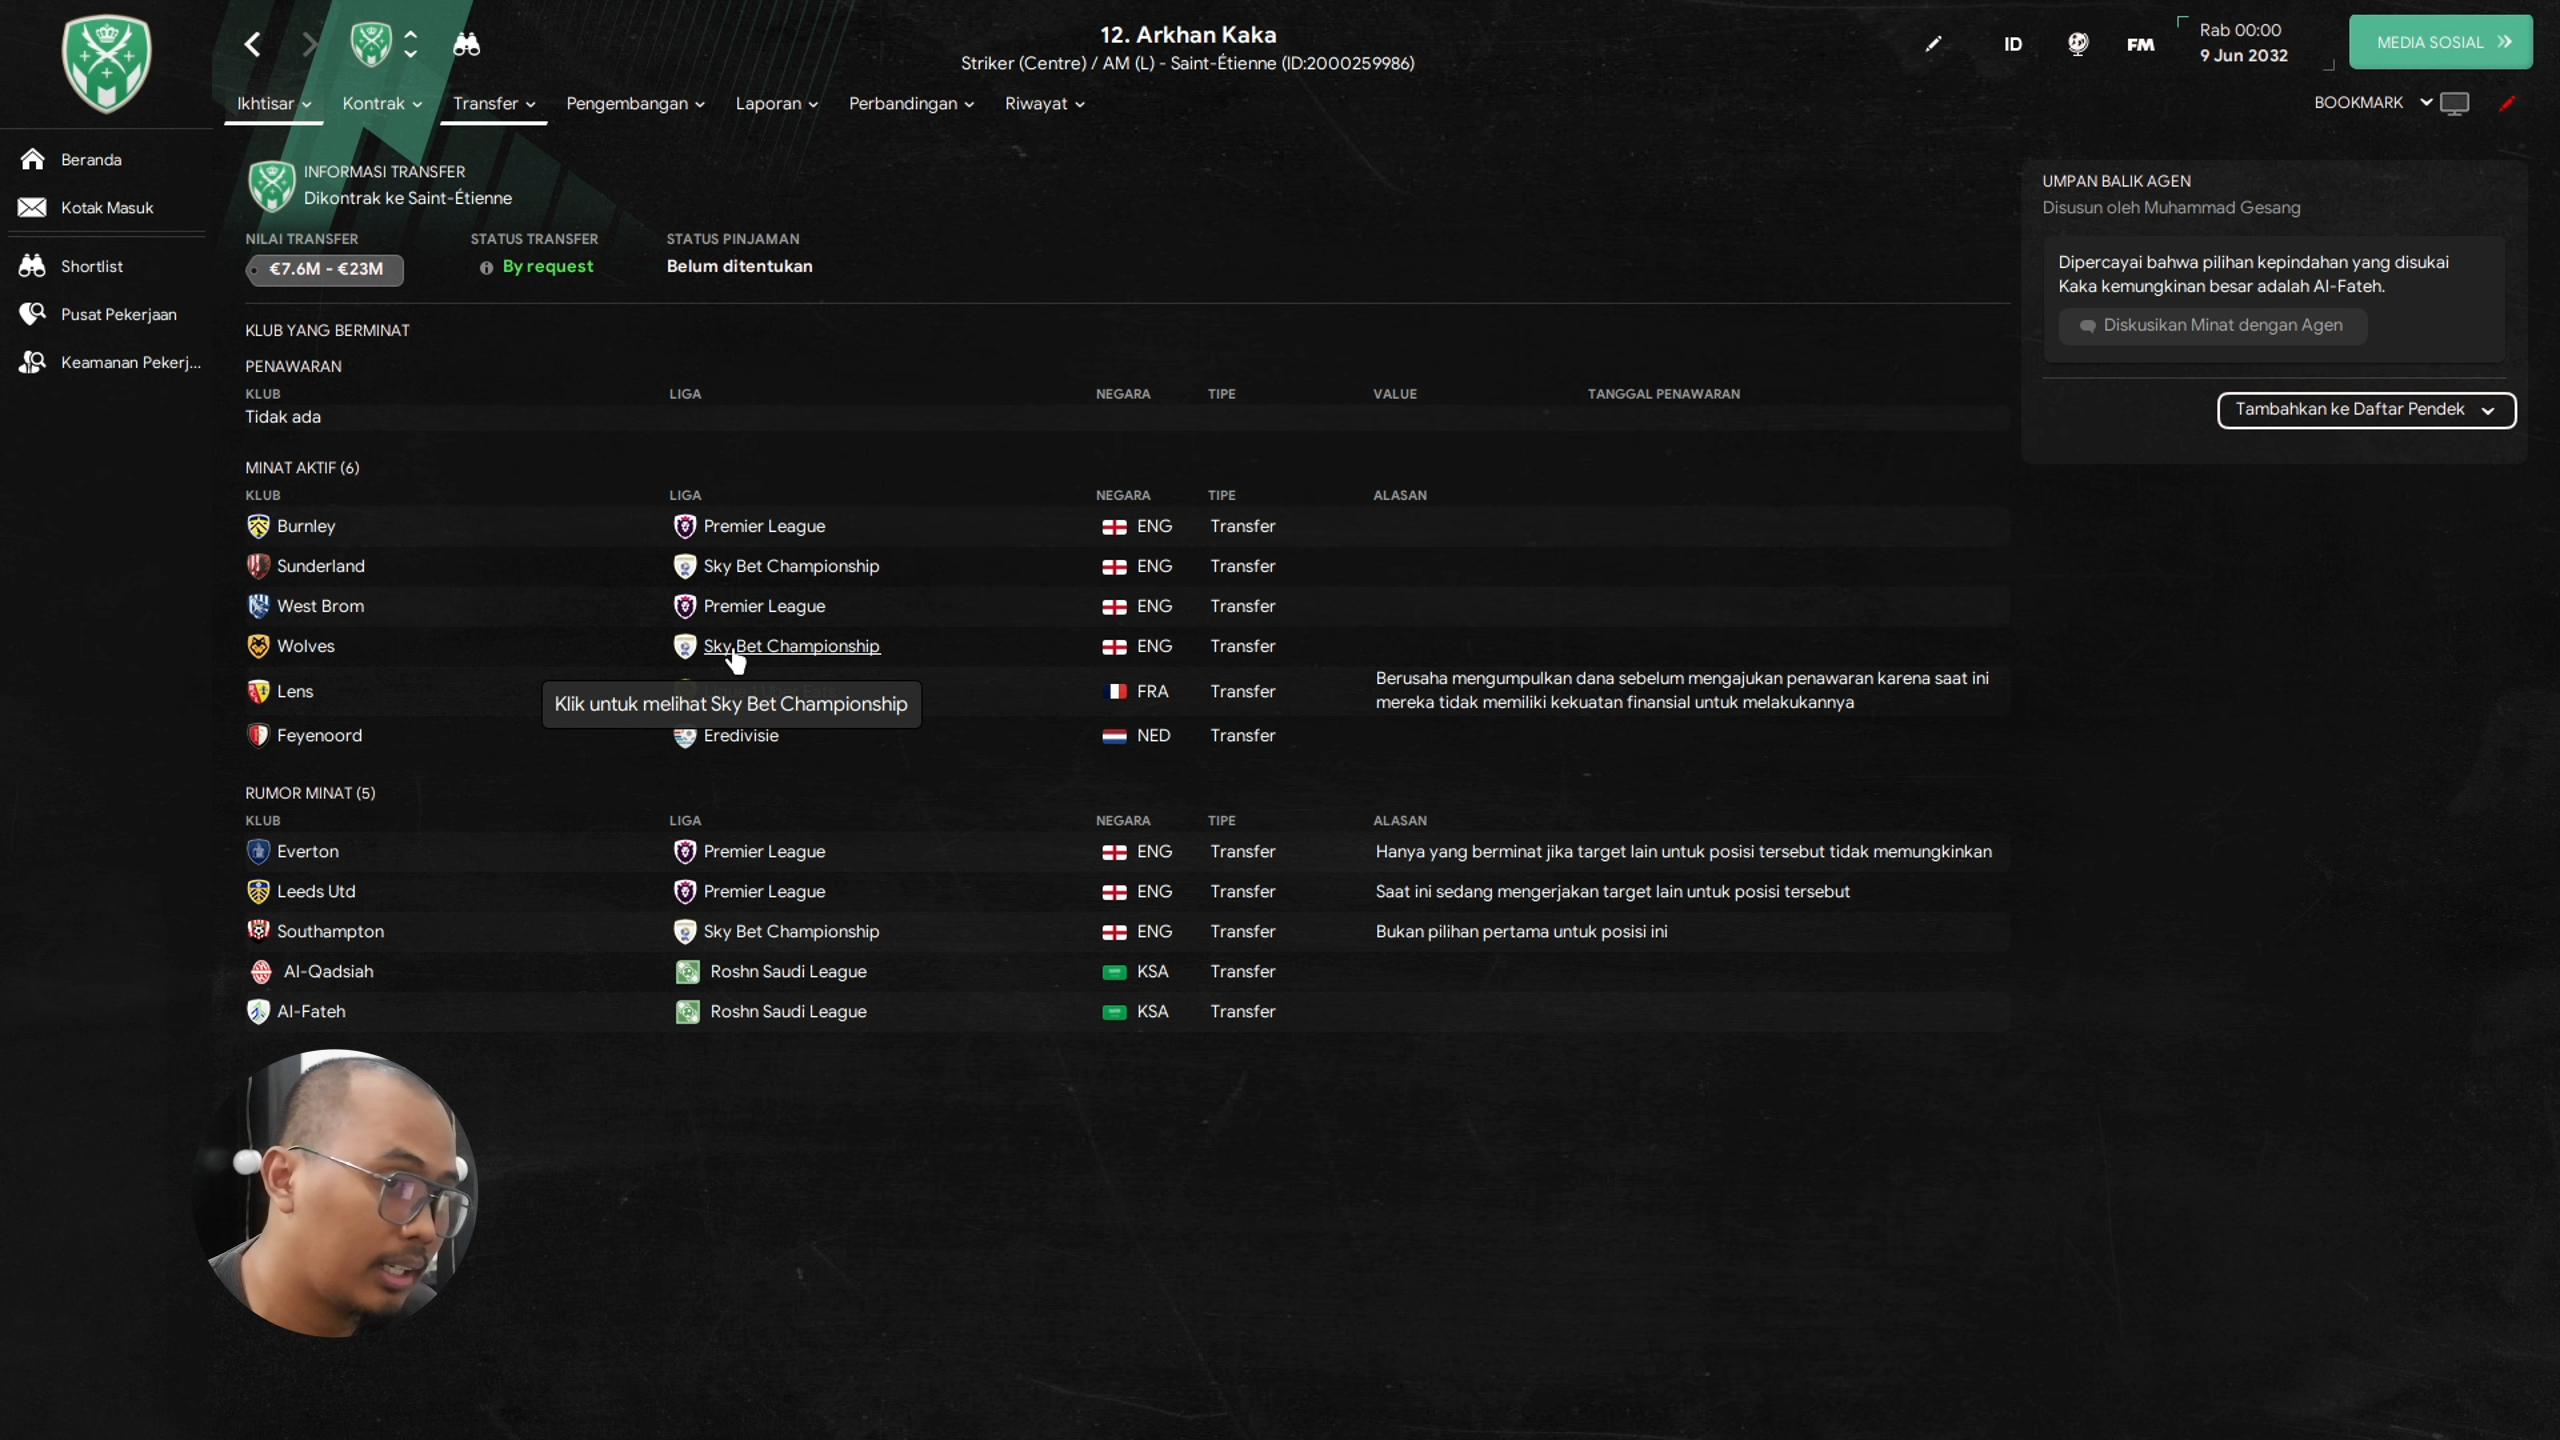 12. Arkhan Kaka
Striker (Centre) / AM (L) - Saint-Étienne (ID:2000259986)
ID
FM
Rab 00:00
9 Jun 2032
MEDIA SOSIAL
Ikhtisar
Kontrak
Transfer
Pengembangan
Laporan
Perbandingan
Riwayat
BOOKMARK
Beranda
Kotak Masuk
Shortlist
Pusat Pekerjaan
Keamanan Pekerj...
INFORMASI TRANSFER
Dikontrak ke Saint-Étienne
NILAI TRANSFER STATUS TRANSFER STATUS PINJAMAN
€7.6M - €23M By request Belum ditentukan
KLUB YANG BERMINAT
PENAWARAN
KLUB LIGA NEGARA TIPE VALUE TANGGAL PENAWARAN
Tidak ada
MINAT AKTIF (6)
KLUB LIGA NEGARA TIPE ALASAN
Burnley Premier League ENG Transfer
Sunderland Sky Bet Championship ENG Transfer
West Brom Premier League ENG Transfer
Wolves Sky Bet Championship ENG Transfer
Lens FRA Transfer Berusaha mengumpulkan dana sebelum mengajukan penawaran karena saat ini
mereka tidak memiliki kekuatan finansial untuk melakukannya
Klik untuk melihat Sky Bet Championship
Feyenoord Eredivisie NED Transfer
RUMOR MINAT (5)
KLUB LIGA NEGARA TIPE ALASAN
Everton Premier League ENG Transfer Hanya yang berminat jika target lain untuk posisi tersebut tidak memungkinkan
Leeds Utd Premier League ENG Transfer Saat ini sedang mengerjakan target lain untuk posisi tersebut
Southampton Sky Bet Championship ENG Transfer Bukan pilihan pertama untuk posisi ini
Al-Qadsiah Roshn Saudi League KSA Transfer
Al-Fateh Roshn Saudi League KSA Transfer
UMPAN BALIK AGEN
Disusun oleh Muhammad Gesang
Dipercayai bahwa pilihan kepindahan yang disukai
Kaka kemungkinan besar adalah Al-Fateh.
Diskusikan Minat dengan Agen
Tambahkan ke Daftar Pendek